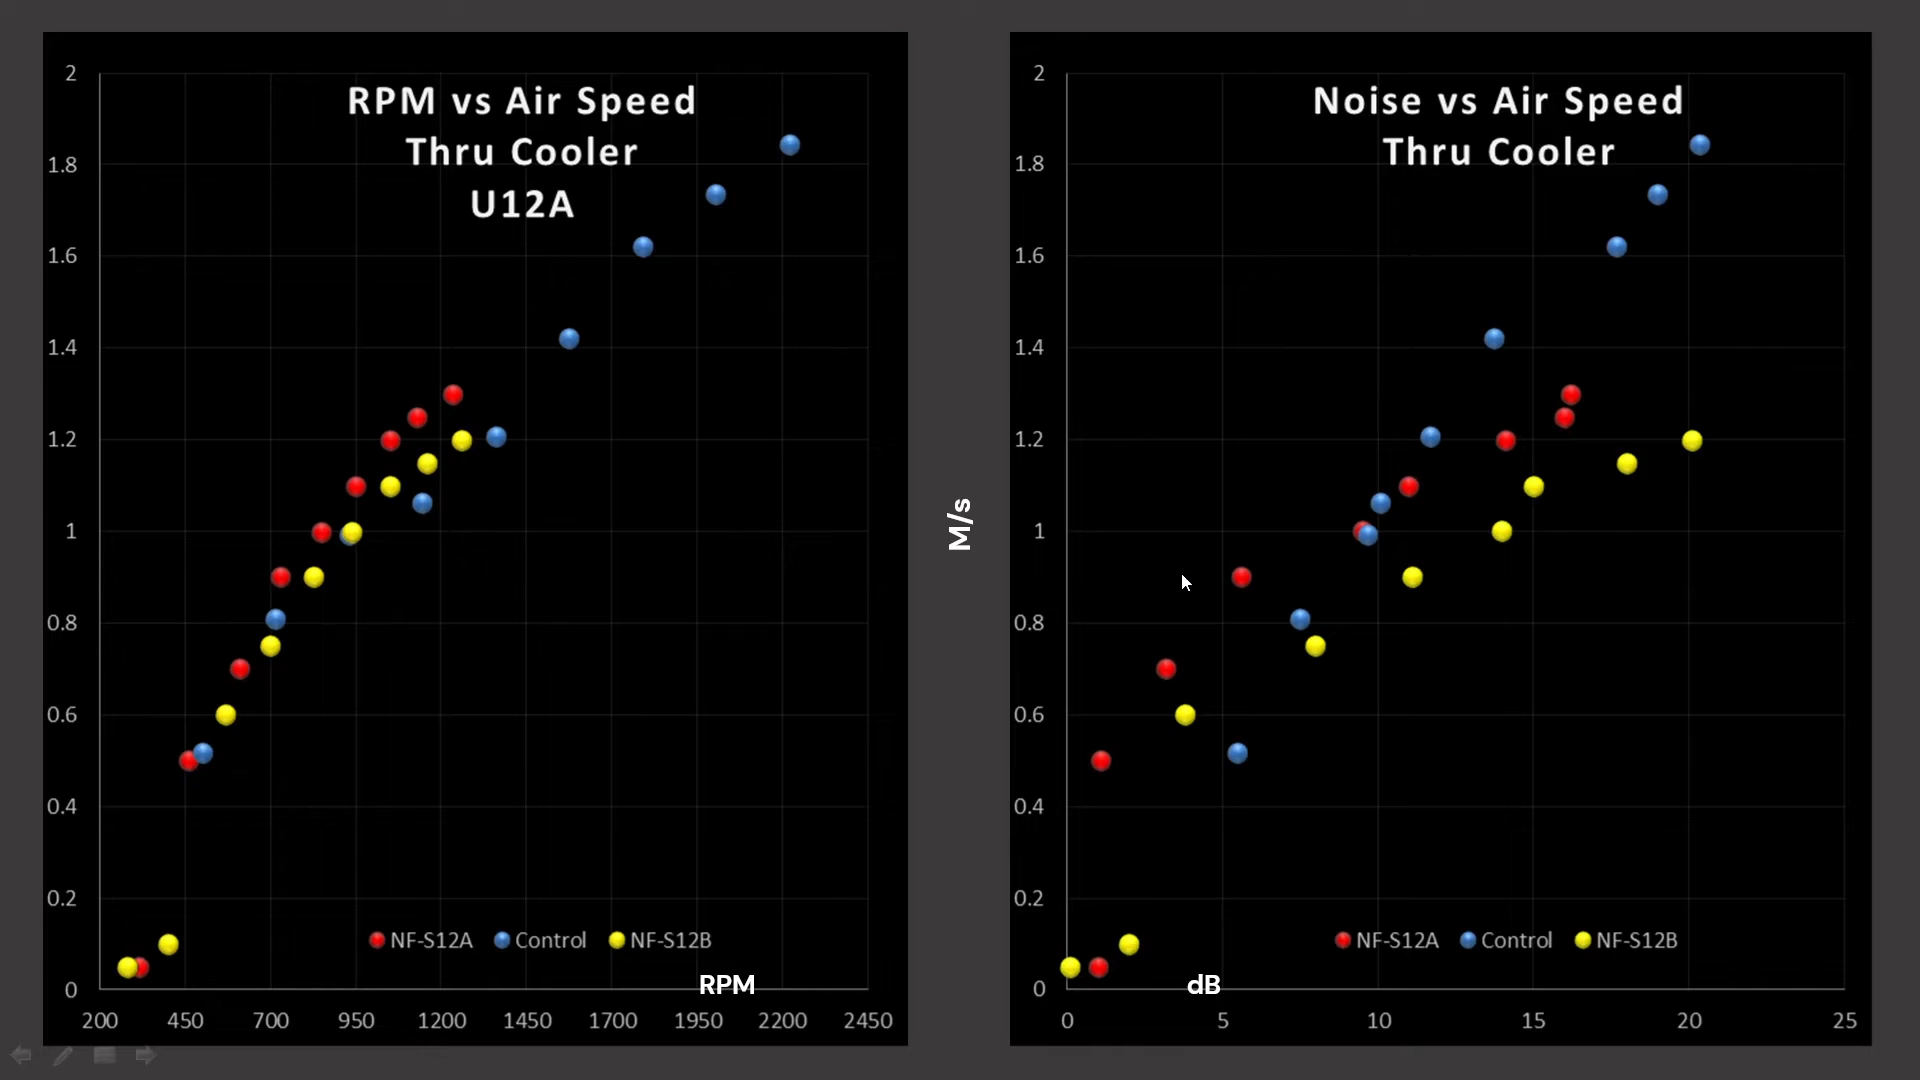 RPM vs Air Speed
Thru Cooler
U12A
2
1.8
1.6
1.4
1.2
1
0.8
0.6
0.4
0.2
0
200 450 700 950 1200 1450 1700 1950 2200 2450
NF-S12A Control NF-S12B
RPM
M/s
Noise vs Air Speed
Thru Cooler
2
1.8
1.6
1.4
1.2
1
0.8
0.6
0.4
0.2
0
0 5 10 15 20 25
NF-S12A Control NF-S12B
dB